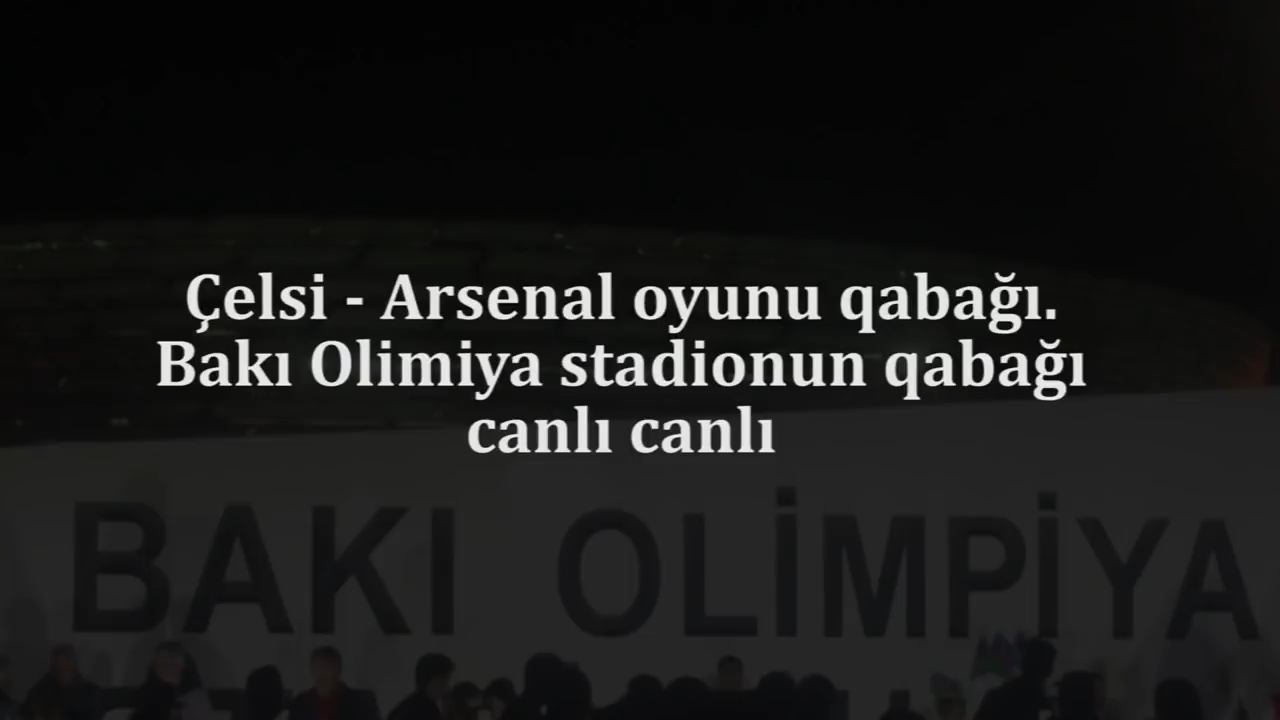 Çelsi - Arsenal oyunu qabağı.
Bakı Olimiya stadionun qabağı
canlı canlı
BAKI OLİMPİYA